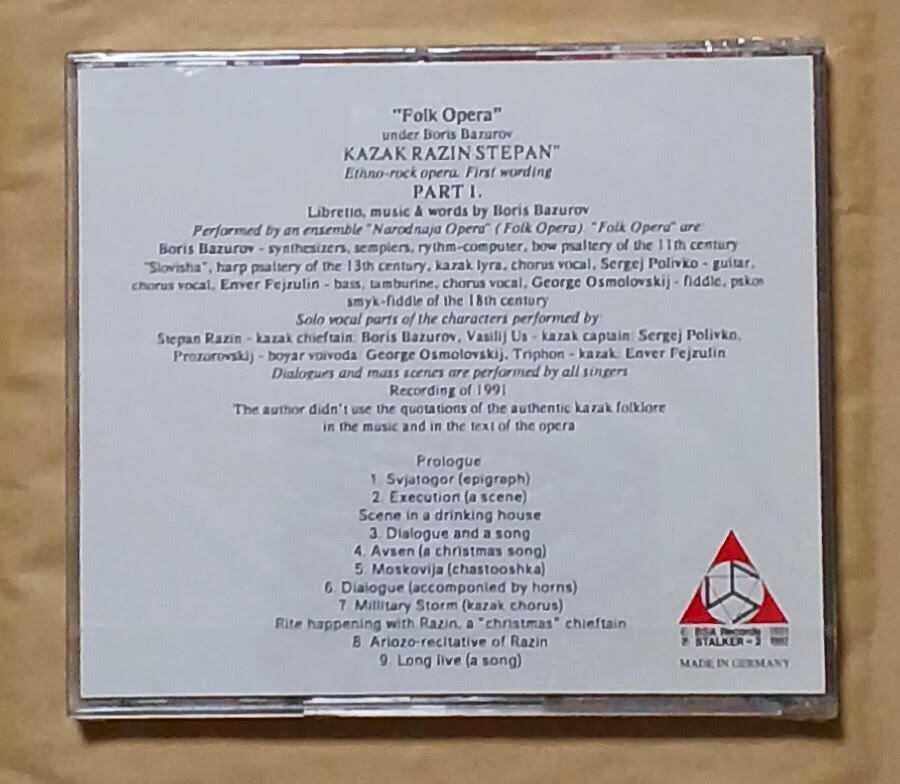 "Folk Opera"
under Boris Bazurov
KAZAK RAZIN STEPAN"
Ethno-rock opera. First wording
PART 1.
Libretto, music & words by Boris Bazurov
Performed by an ensemble "Narodnaja Opera" ( Folk Opera). "Folk Opera" are:
Boris Bazurov - synthesizers, semplers, rythm-computer, bow psaltery of the 11th century
"Slovisha", harp psaltery of the 13th century, kazak lyra, chorus vocal, Sergej Polivko - guitar,
chorus vocal, Enver Fejzulin - bass, tamburine, chorus vocal, George Osmolovskij - fiddle, pskov
smyk-fiddle of the 18th century
Solo vocal parts of the characters performed by:
Stepan Razin - kazak chieftain: Boris Bazurov, Vasilij Us - kazak captain: Sergej Polivko,
Prozorovskij - boyar voivoda: George Osmolovskij, Triphon - kazak: Enver Fejzulin
Dialogues and mass scenes are performed by all singers
Recording of 1991
The author didn't use the quotations of the authentic kazak folklore
in the music and in the text of the opera
Prologue
1. Svjatogor (epigraph)
2. Execution (a scene)
Scene in a drinking house
3. Dialogue and a song
4. Avsen (a christmas song)
5. Moskovija (chastooshka)
6. Dialogue (accomponied by horns)
7. Millitary Storm (kazak chorus)
Rite happening with Razin, a "christmas" chieftain
8. Ariozo-recitative of Razin
9. Long live (a song)
© BSA Records
℗ STALKER - 2 1992
MADE IN GERMANY